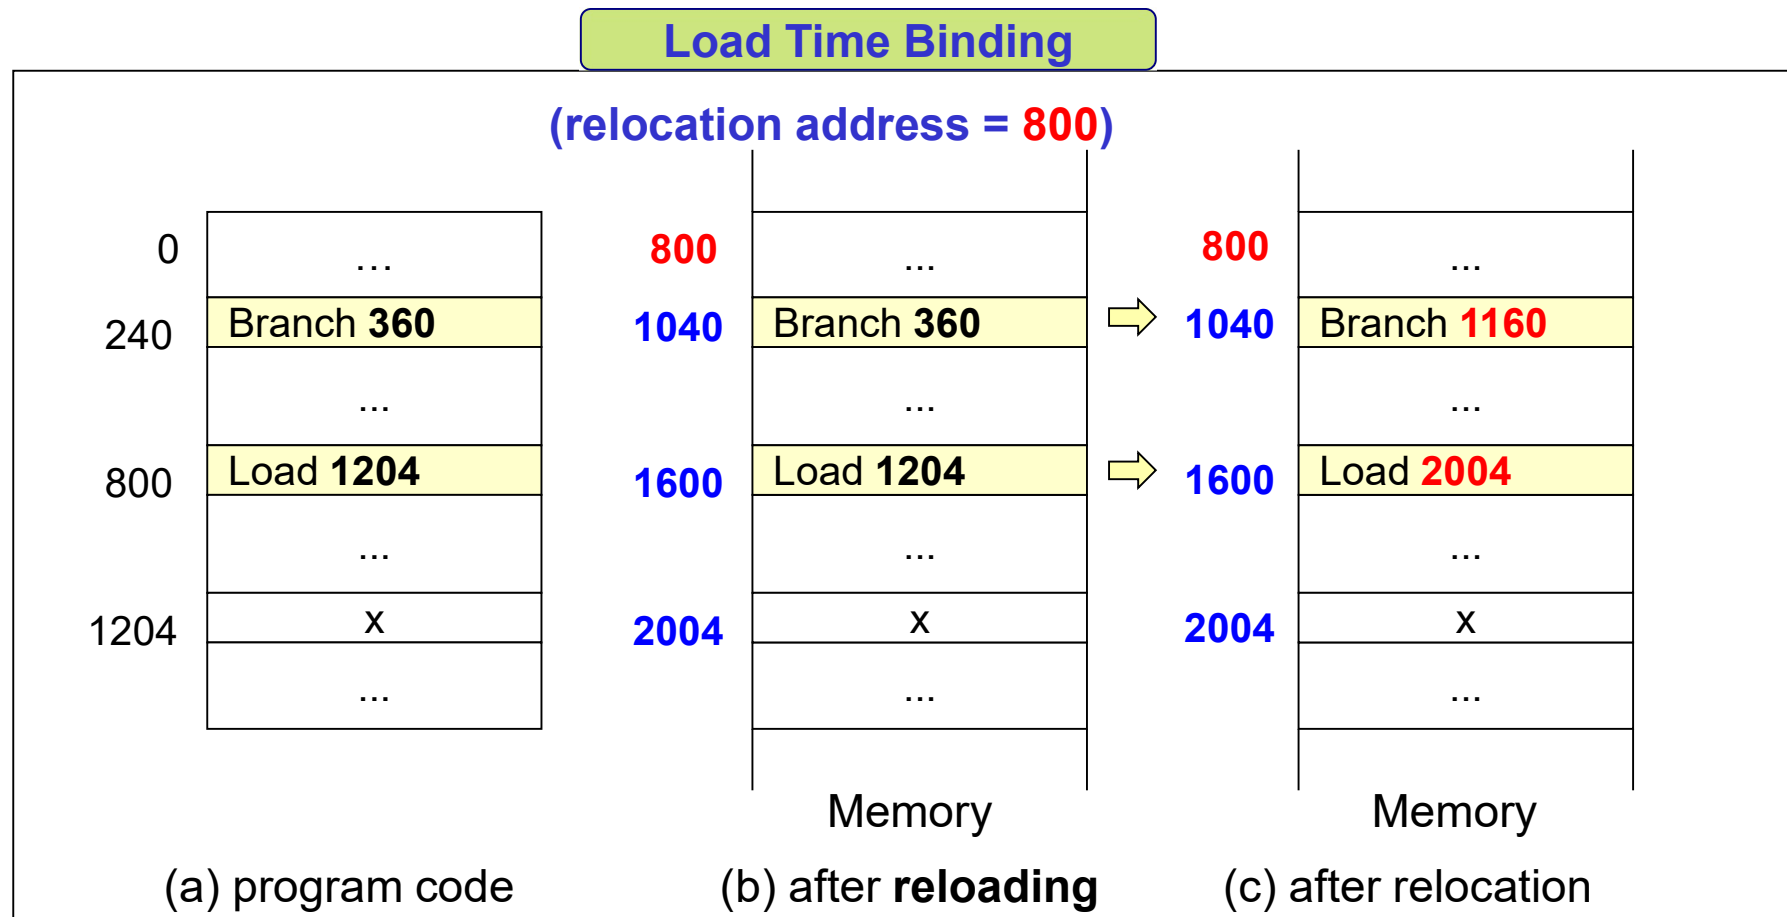 Load Time Binding
(relocation address = 800)
0 … 800 ... 800 ...
240 Branch 360 1040 Branch 360 1040 Branch 1160
... ... ...
800 Load 1204 1600 Load 1204 1600 Load 2004
... ... ...
1204 x 2004 x 2004 x
... ... ...
Memory Memory
(a) program code (b) after reloading (c) after relocation